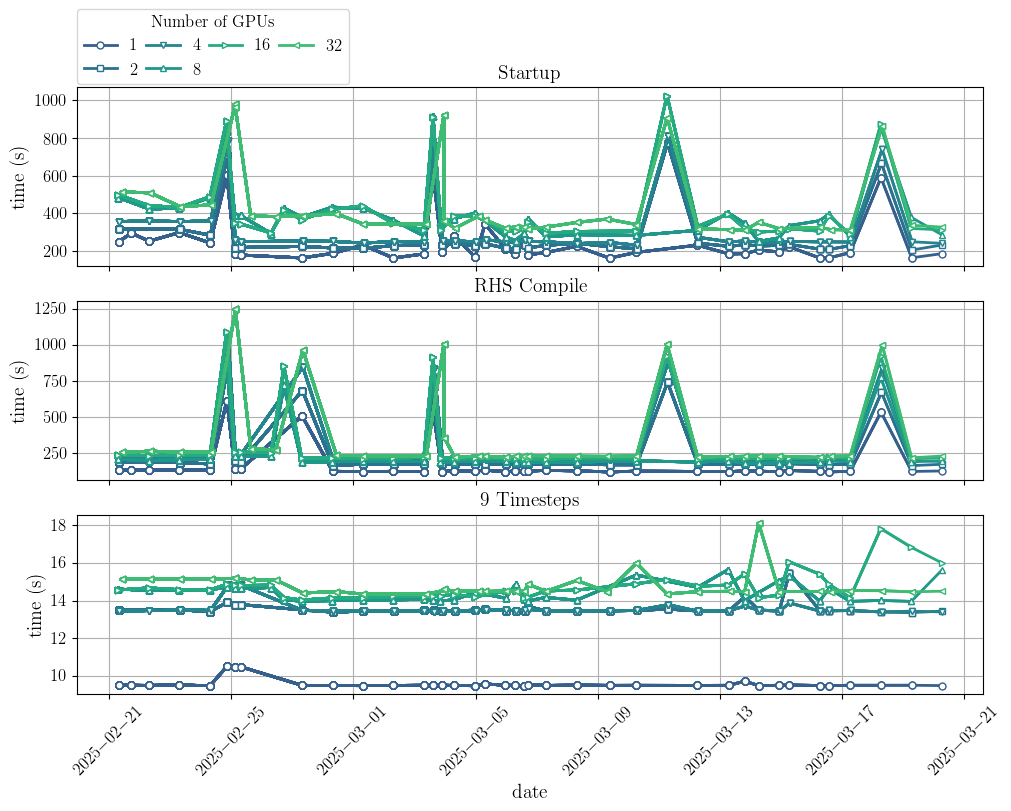 Number of GPUs
1 4 16 32
2 8
Startup
1000
800
600
400
200
time (s)
RHS Compile
1250
1000
750
500
250
time (s)
9 Timesteps
18
16
14
12
10
time (s)
2025−02−21 2025−02−25 2025−03−01 2025−03−05 2025−03−09 2025−03−13 2025−03−17 2025−03−21
date